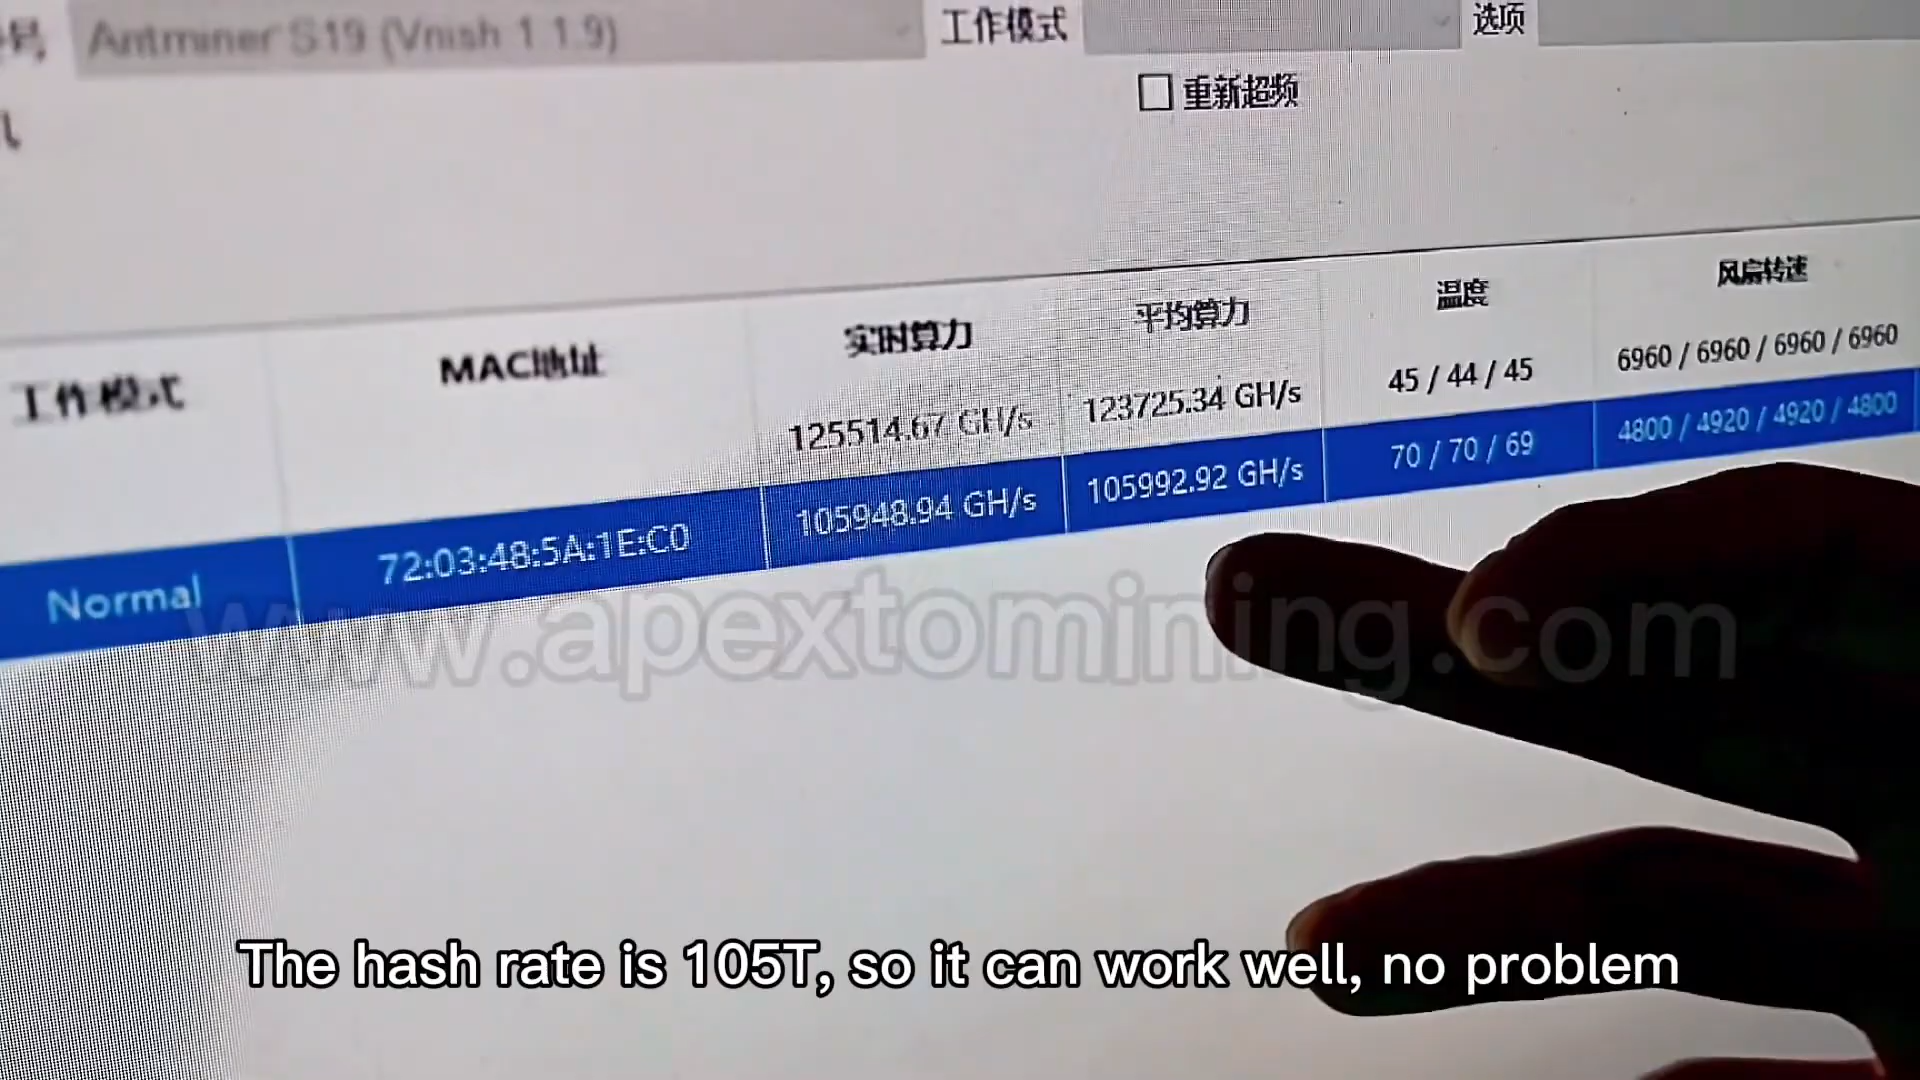 号 Antminer S19 (Vnish 1.1.9) 工作模式 选项
重新超频
机
工作模式 MAC地址 实时算力 平均算力 温度 风扇转速
125514.67 GH/s 123725.34 GH/s 45 / 44 / 45 6960 / 6960 / 6960 / 6960
Normal 72:03:48:5A:1E:C0 105948.94 GH/s 105992.92 GH/s 70 / 70 / 69 4800 / 4920 / 4920 / 4800
www.apextomining.com
The hash rate is 105T, so it can work well, no problem